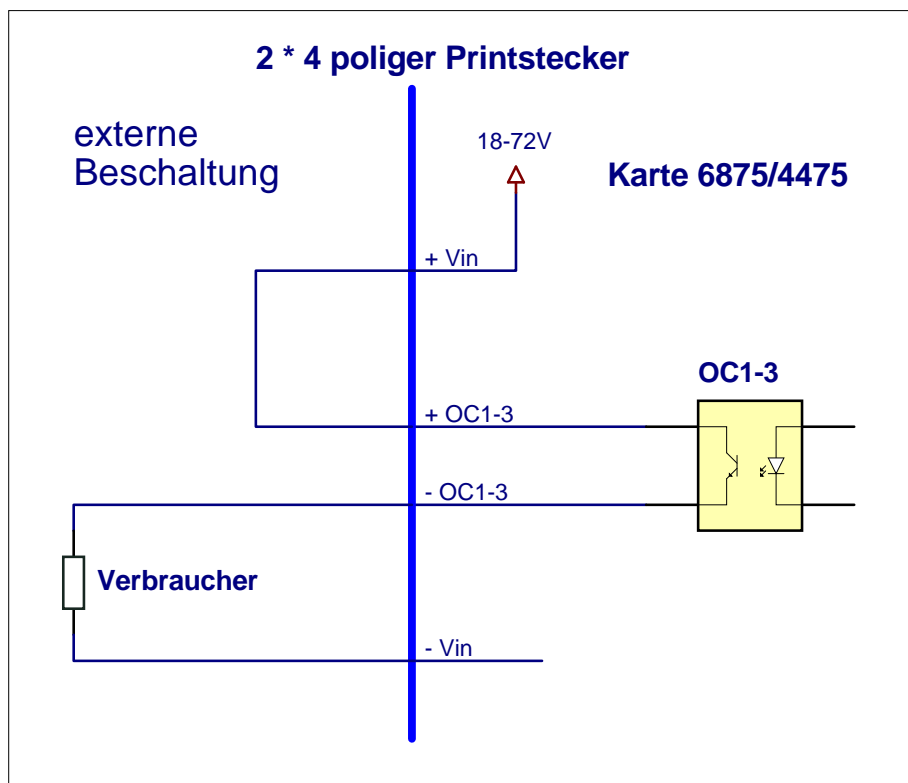 2 * 4 poliger Printstecker
externe
Beschaltung
18-72V
Karte 6875/4475
+ Vin
OC1-3
+ OC1-3
- OC1-3
Verbraucher
- Vin